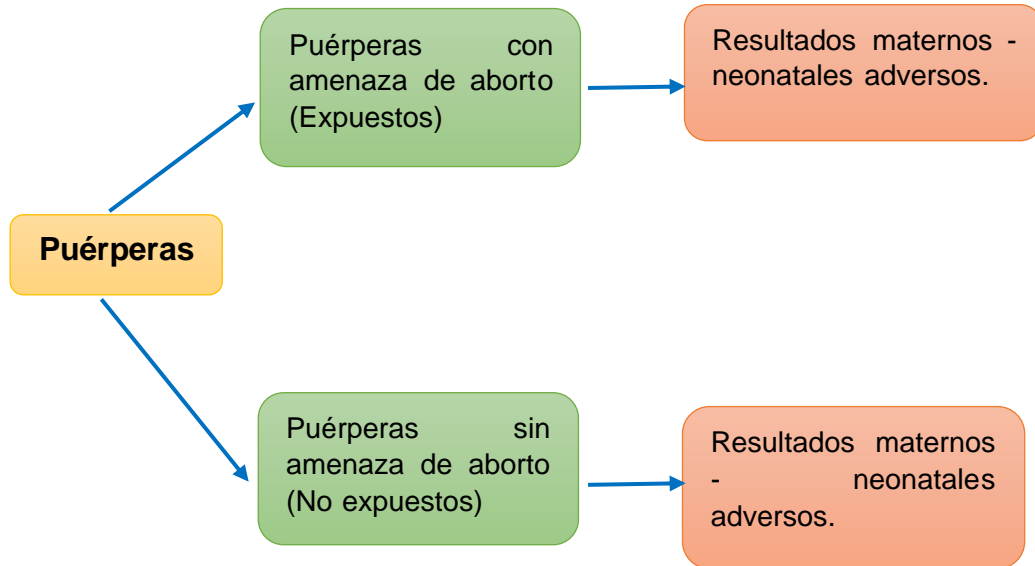 Puérperas con
amenaza de aborto
(Expuestos)
Resultados maternos -
neonatales adversos.
Puérperas
Puérperas sin
amenaza de aborto
(No expuestos)
Resultados maternos
- neonatales
adversos.